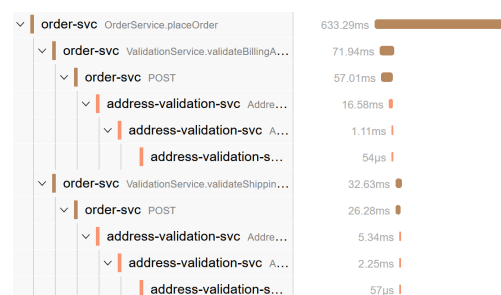 order-svc OrderService.placeOrder 633.29ms
order-svc ValidationService.validateBillingA... 71.94ms
order-svc POST 57.01ms
address-validation-svc Addre... 16.58ms
address-validation-svc A... 1.11ms
address-validation-s... 54μs
order-svc ValidationService.validateShippin... 32.63ms
order-svc POST 26.28ms
address-validation-svc Addre... 5.34ms
address-validation-svc A... 2.25ms
address-validation-s... 57μs